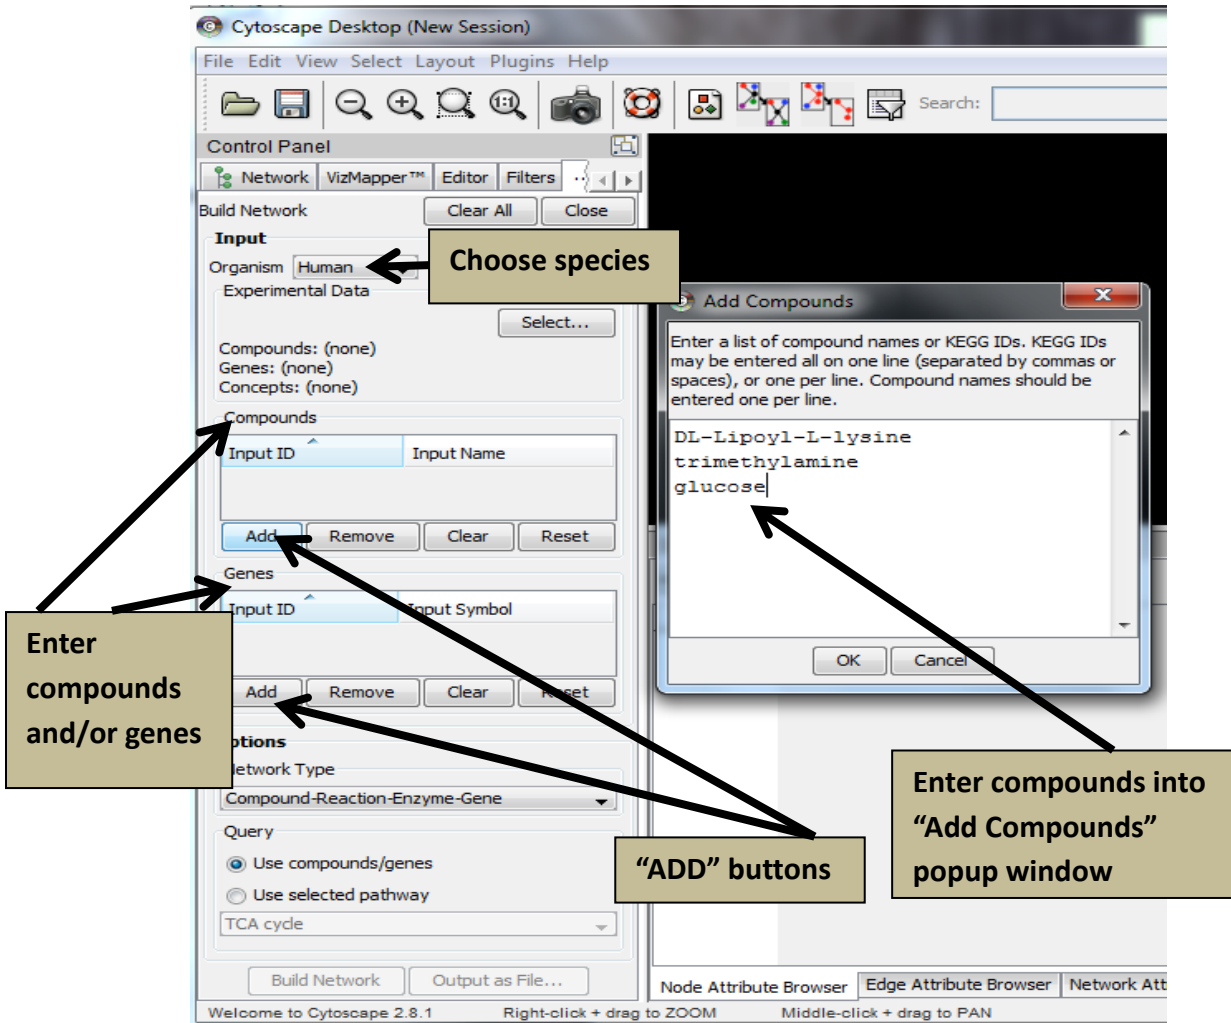 Cytoscape Desktop (New Session)
File Edit View Select Layout Plugins Help
1:1
Search:
Control Panel
Network VizMapper™ Editor Filters
Build Network Clear All Close
Input
Choose species
Organism Human
Experimental Data
Select...
Compounds: (none)
Genes: (none)
Concepts: (none)
Compounds
Input ID Input Name
Add Remove Clear Reset
Genes
Input ID Input Symbol
Add Remove Clear Reset
Enter
compounds
and/or genes
Options
Network Type
Compound-Reaction-Enzyme-Gene
Query
Use compounds/genes
Use selected pathway
TCA cycle
Build Network Output as File...
Add Compounds
Enter a list of compound names or KEGG IDs. KEGG IDs
may be entered all on one line (separated by commas or
spaces), or one per line. Compound names should be
entered one per line.
DL-Lipoyl-L-lysine
trimethylamine
glucose
OK Cancel
"ADD" buttons
Enter compounds into
“Add Compounds”
popup window
Node Attribute Browser Edge Attribute Browser Network Att
Welcome to Cytoscape 2.8.1 Right-click + drag to ZOOM Middle-click + drag to PAN